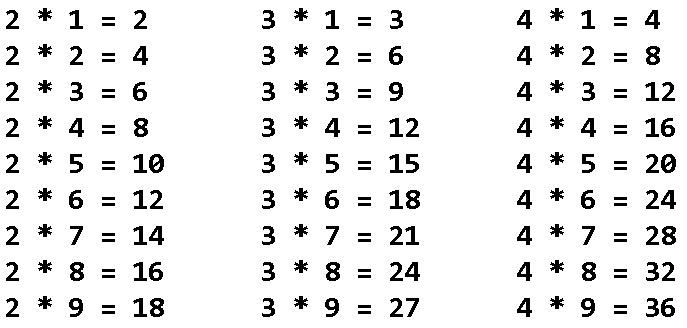 2 * 1 = 2 3 * 1 = 3 4 * 1 = 4
2 * 2 = 4 3 * 2 = 6 4 * 2 = 8
2 * 3 = 6 3 * 3 = 9 4 * 3 = 12
2 * 4 = 8 3 * 4 = 12 4 * 4 = 16
2 * 5 = 10 3 * 5 = 15 4 * 5 = 20
2 * 6 = 12 3 * 6 = 18 4 * 6 = 24
2 * 7 = 14 3 * 7 = 21 4 * 7 = 28
2 * 8 = 16 3 * 8 = 24 4 * 8 = 32
2 * 9 = 18 3 * 9 = 27 4 * 9 = 36